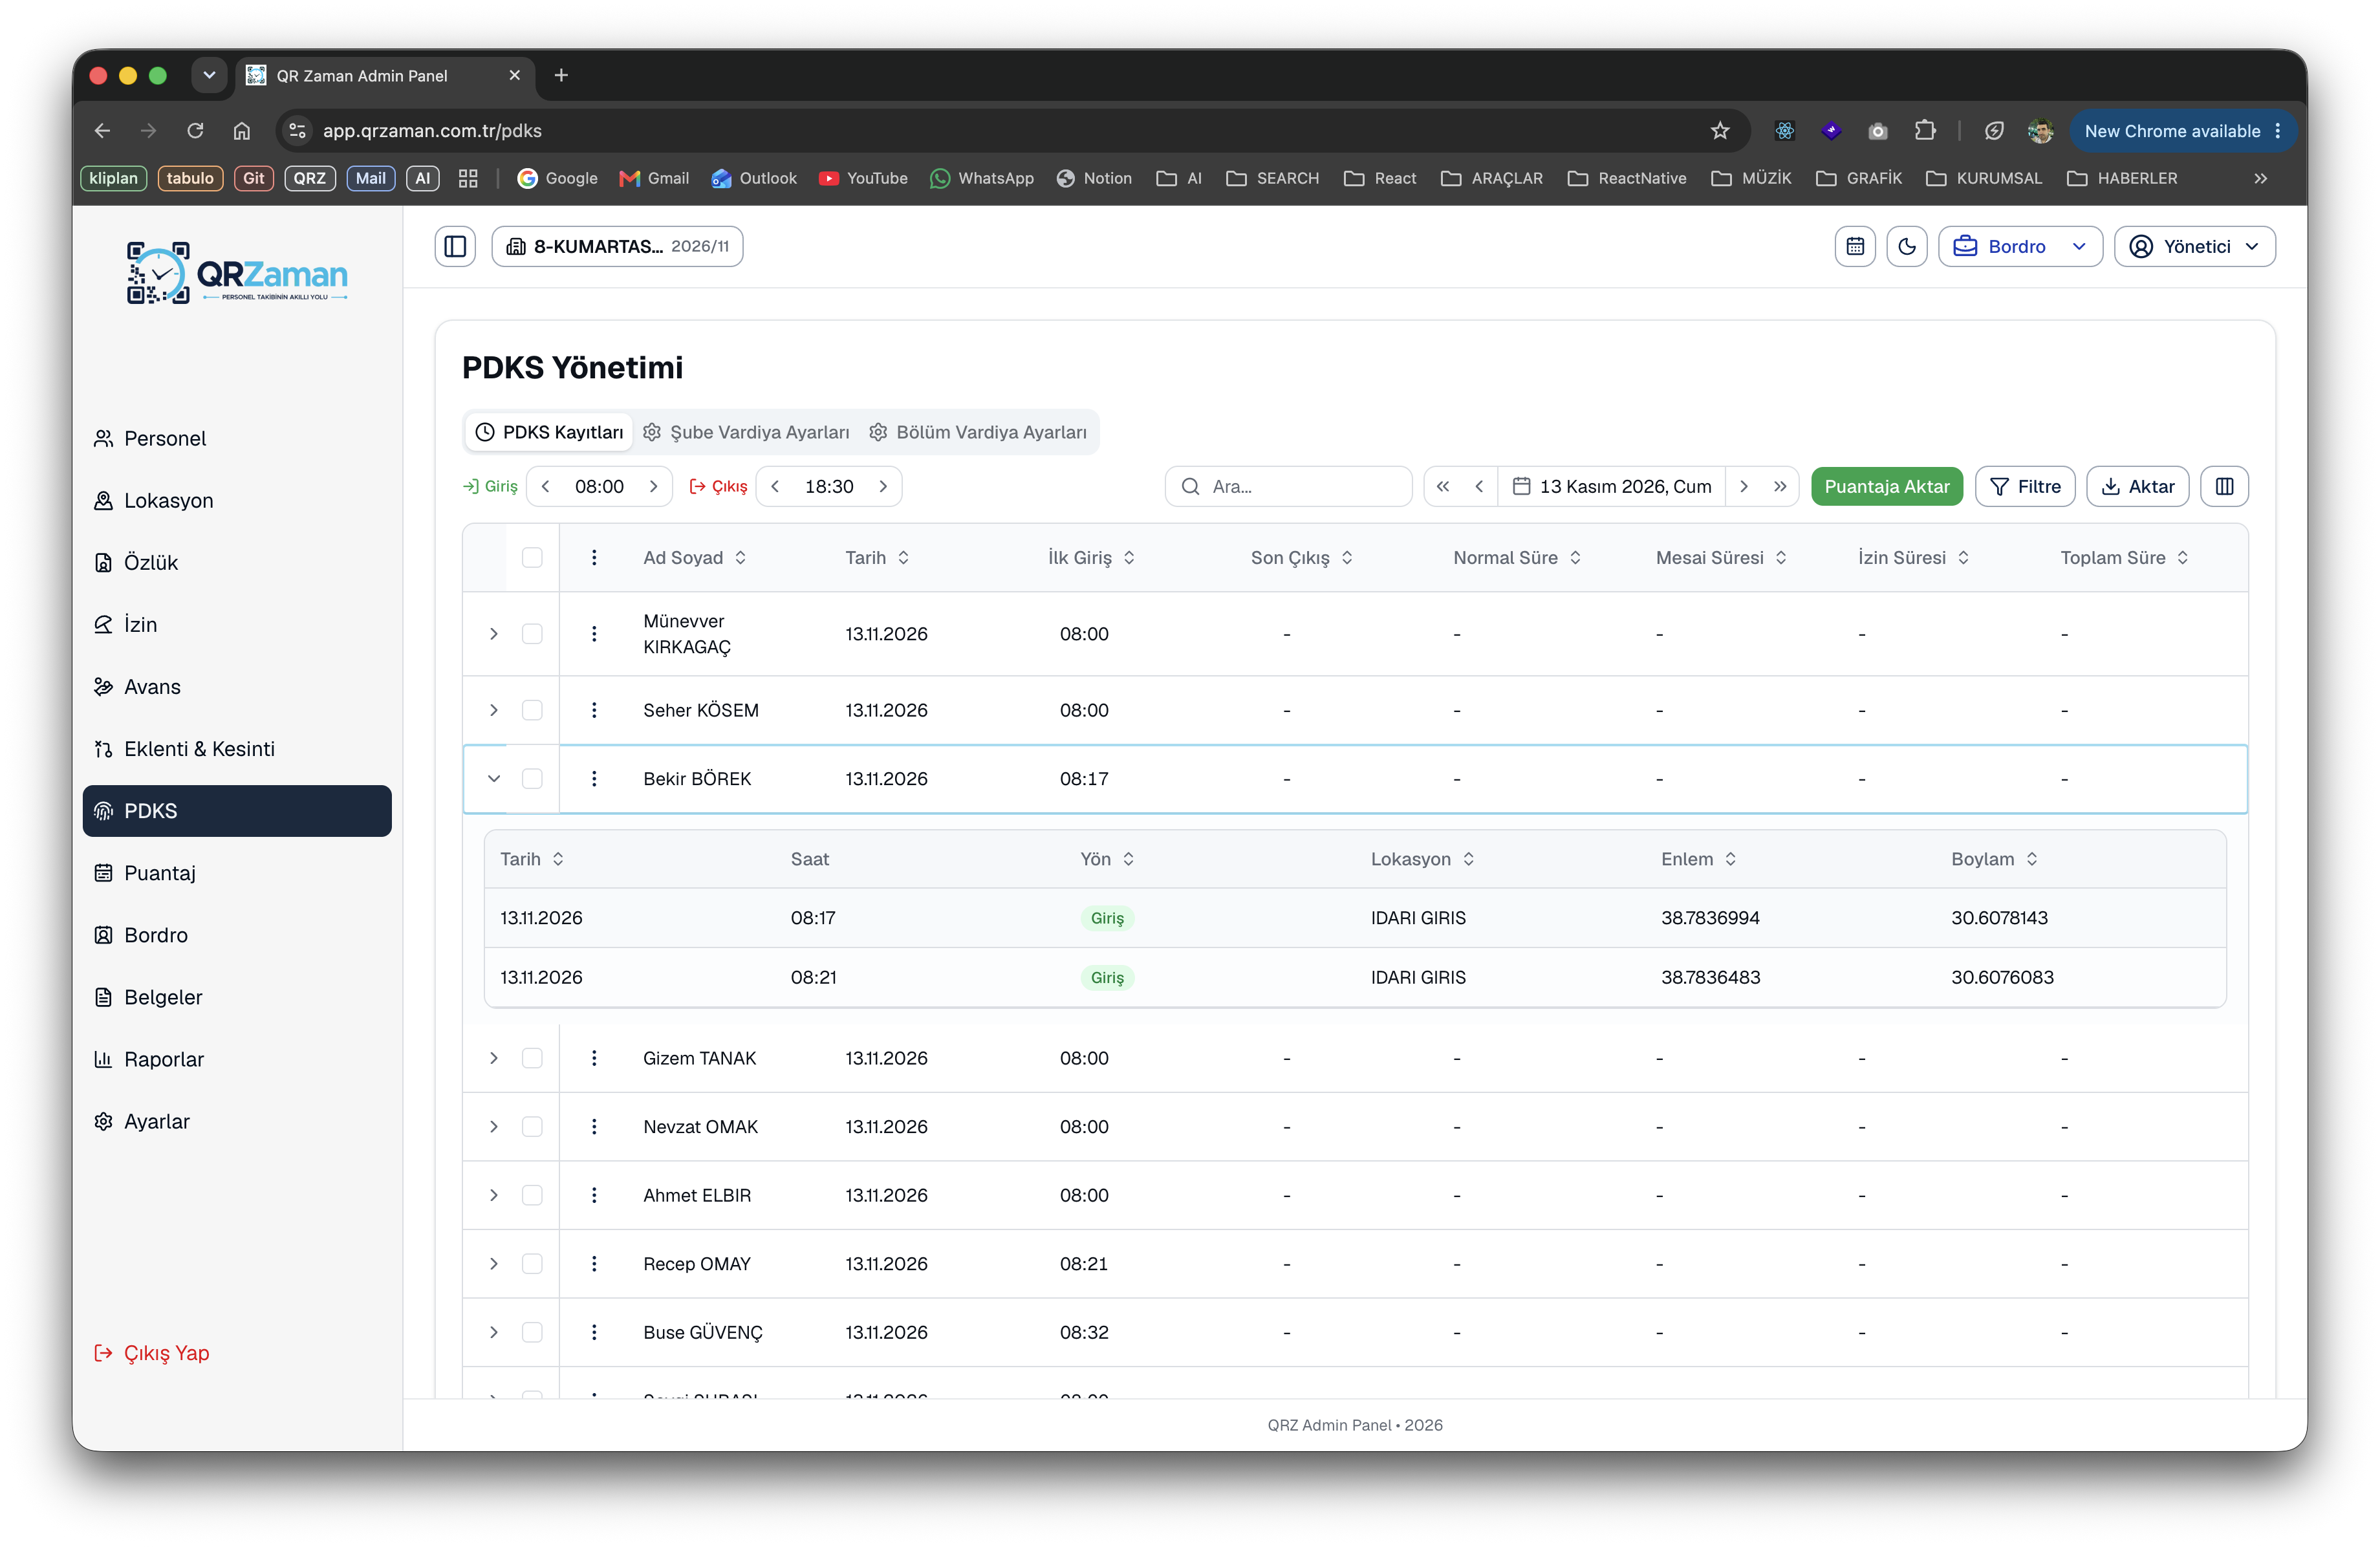 QR Zaman Admin Panel
app.qrzaman.com.tr/pdks
New Chrome available
kliplan tabulo Git QRZ Mail AI Google Gmail Outlook YouTube WhatsApp Notion AI SEARCH React ARAÇLAR ReactNative MÜZİK GRAFİK KURUMSAL HABERLER
QRZaman
PERSONEL TAKİBİNİN AKILLI YOLU
8-KUMARTAS... 2026/11
Bordro
Yönetici
Personel
Lokasyon
Özlük
İzin
Avans
Eklenti & Kesinti
PDKS
Puantaj
Bordro
Belgeler
Raporlar
Ayarlar
Çıkış Yap
PDKS Yönetimi
PDKS Kayıtları Şube Vardiya Ayarları Bölüm Vardiya Ayarları
Giriş 08:00 Çıkış 18:30 Ara... 13 Kasım 2026, Cum Puantaja Aktar Filtre Aktar
Ad Soyad Tarih İlk Giriş Son Çıkış Normal Süre Mesai Süresi İzin Süresi Toplam Süre
Münevver
KIRKAGAÇ 13.11.2026 08:00 - - - - -
Seher KÖSEM 13.11.2026 08:00 - - - - -
Bekir BÖREK 13.11.2026 08:17 - - - - -
Tarih Saat Yön Lokasyon Enlem Boylam
13.11.2026 08:17 Giriş IDARI GIRIS 38.7836994 30.6078143
13.11.2026 08:21 Giriş IDARI GIRIS 38.7836483 30.6076083
Gizem TANAK 13.11.2026 08:00 - - - - -
Nevzat OMAK 13.11.2026 08:00 - - - - -
Ahmet ELBIR 13.11.2026 08:00 - - - - -
Recep OMAY 13.11.2026 08:21 - - - - -
Buse GÜVENÇ 13.11.2026 08:32 - - - - -
QRZ Admin Panel • 2026